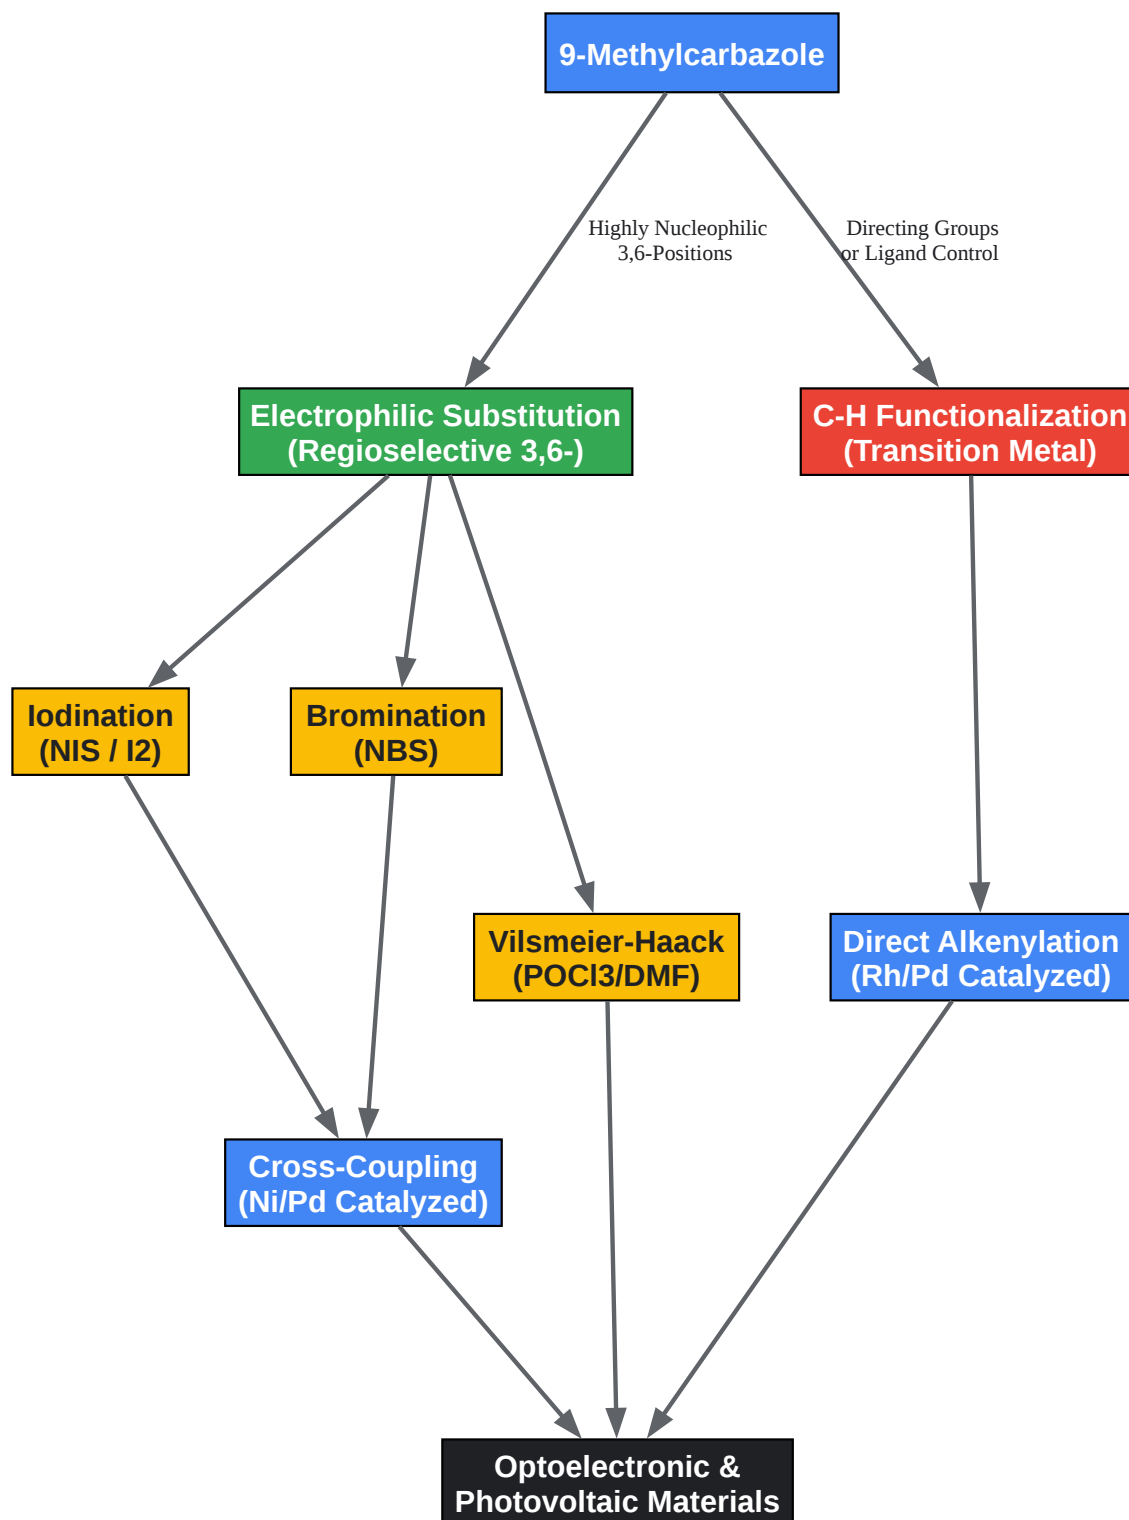 9-Methylcarbazole
Highly Nucleophilic
3,6-Positions
Directing Groups
or Ligand Control
Electrophilic Substitution
(Regioselective 3,6-)
C-H Functionalization
(Transition Metal)
Iodination
(NIS / I2)
Bromination
(NBS)
Vilsmeier-Haack
(POCl3/DMF)
Direct Alkenylation
(Rh/Pd Catalyzed)
Cross-Coupling
(Ni/Pd Catalyzed)
Optoelectronic &
Photovoltaic Materials